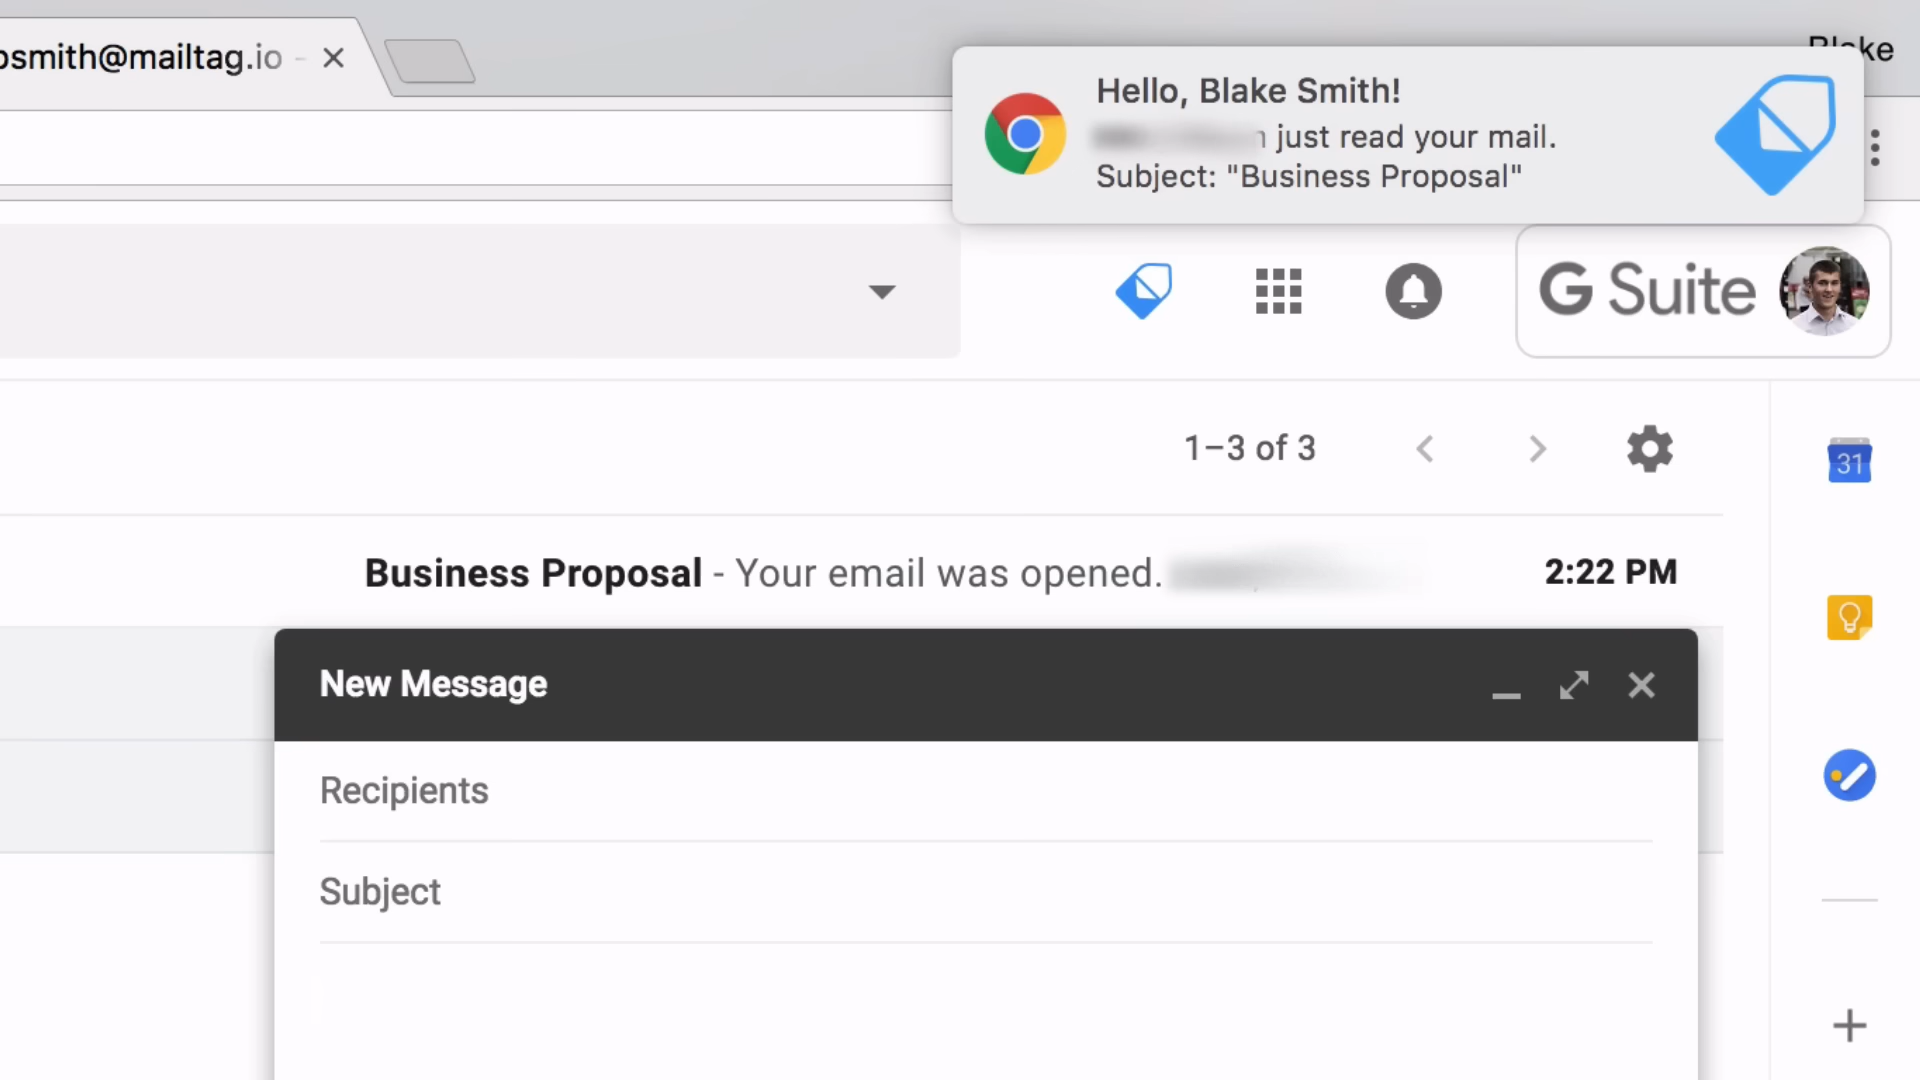 smith@mailtag.io -
Blake
Hello, Blake Smith!
just read your mail.
Subject: "Business Proposal"
G Suite
1–3 of 3
31
Business Proposal - Your email was opened.
2:22 PM
New Message
Recipients
Subject